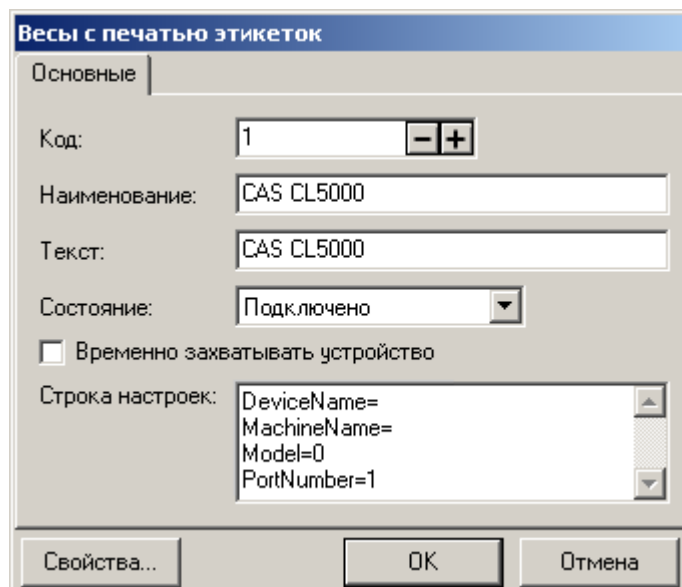 Весы с печатью этикеток
Основные
Код: 1
Наименование: CAS CL5000
Текст: CAS CL5000
Состояние: Подключено
Временно захватывать устройство
Строка настроек: DeviceName=
MachineName=
Model=0
PortNumber=1
Свойства... OK Отмена